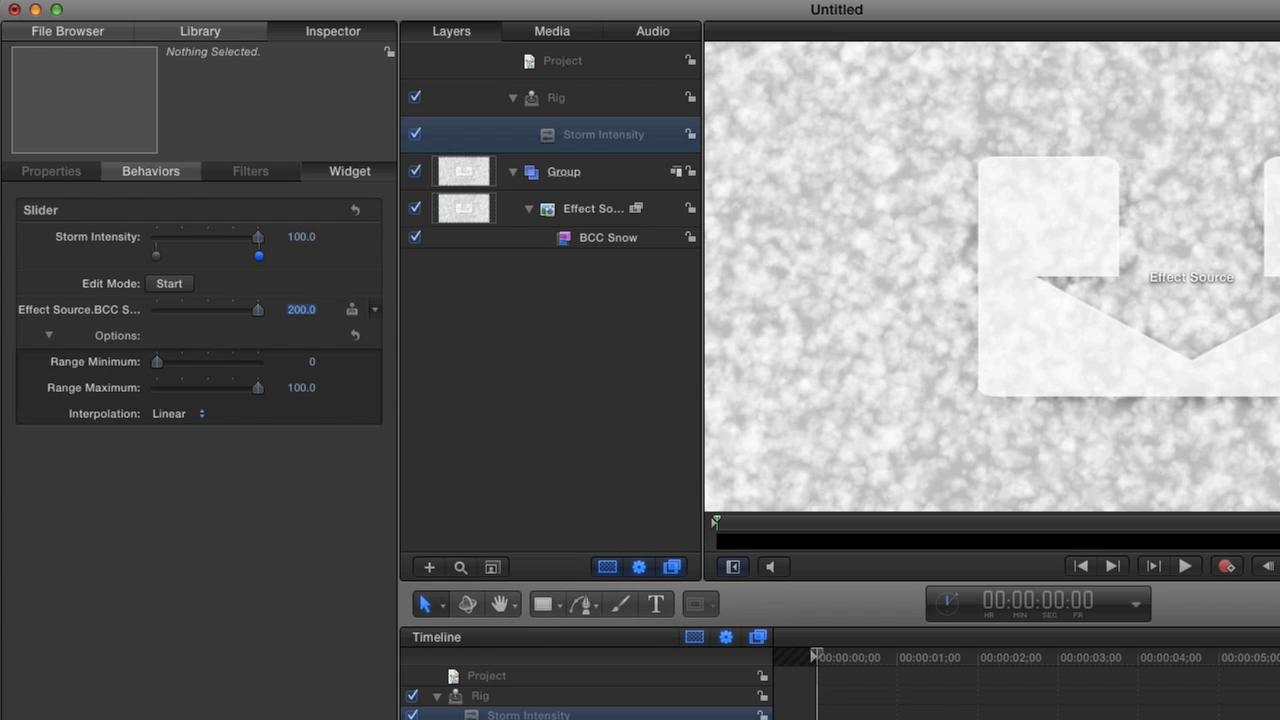 Untitled
File Browser
Library
Inspector
Nothing Selected.
Properties
Behaviors
Filters
Widget
Slider
Storm Intensity: 100.0
Edit Mode: Start
Effect Source.BCC S... 200.0
Options:
Range Minimum: 0
Range Maximum: 100.0
Interpolation: Linear
Layers
Media
Audio
Project
Rig
Storm Intensity
Group
Effect So...
BCC Snow
Effect Source
00:00:00:00
HR MIN SEC FR
T
Timeline
00:00:00;00 00:00:01;00 00:00:02;00 00:00:03;00 00:00:04;00 00:00:05;00
Project
Rig
Storm Intensity